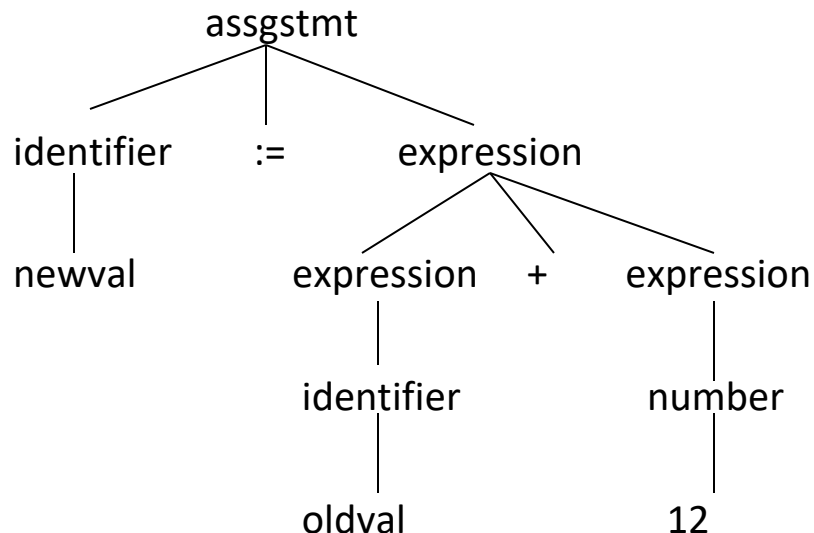 assgstmt
identifier := expression
newval expression + expression
identifier number
oldval 12